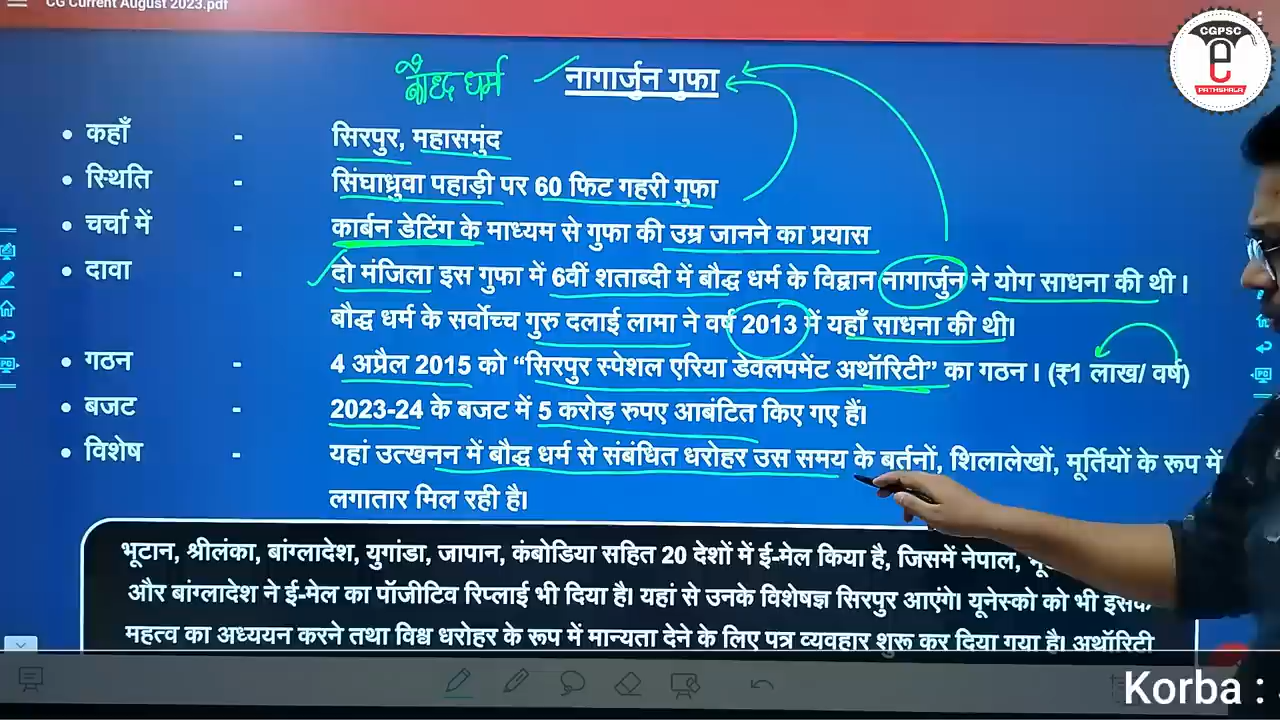 CG Current August 2023.pdf
CGPSC
e
PATHSHALA
बौद्ध धर्म नागार्जुन गुफा
• कहाँ - सिरपुर, महासमुंद
• स्थिति - सिंघाध्रुवा पहाड़ी पर 60 फिट गहरी गुफा
• चर्चा में - कार्बन डेटिंग के माध्यम से गुफा की उम्र जानने का प्रयास
• दावा - दो मंजिला इस गुफा में 6वीं शताब्दी में बौद्ध धर्म के विद्वान नागार्जुन ने योग साधना की थी ।
बौद्ध धर्म के सर्वोच्च गुरु दलाई लामा ने वर्ष 2013 में यहाँ साधना की थी।
• गठन - 4 अप्रैल 2015 को “सिरपुर स्पेशल एरिया डेवलपमेंट अथॉरिटी” का गठन । (₹1 लाख/ वर्ष)
• बजट - 2023-24 के बजट में 5 करोड़ रुपए आबंटित किए गए हैं।
• विशेष - यहां उत्खनन में बौद्ध धर्म से संबंधित धरोहर उस समय के बर्तनों, शिलालेखों, मूर्तियों के रूप में
लगातार मिल रही है।
भूटान, श्रीलंका, बांग्लादेश, युगांडा, जापान, कंबोडिया सहित 20 देशों में ई-मेल किया है, जिसमें नेपाल,
और बांग्लादेश ने ई-मेल का पॉजीटिव रिप्लाई भी दिया है। यहां से उनके विशेषज्ञ सिरपुर आएंगे। यूनेस्को को भी इसके
महत्व का अध्ययन करने तथा विश्व धरोहर के रूप में मान्यता देने के लिए पत्र व्यवहार शुरू कर दिया गया है। अथॉरिटी
Korba :